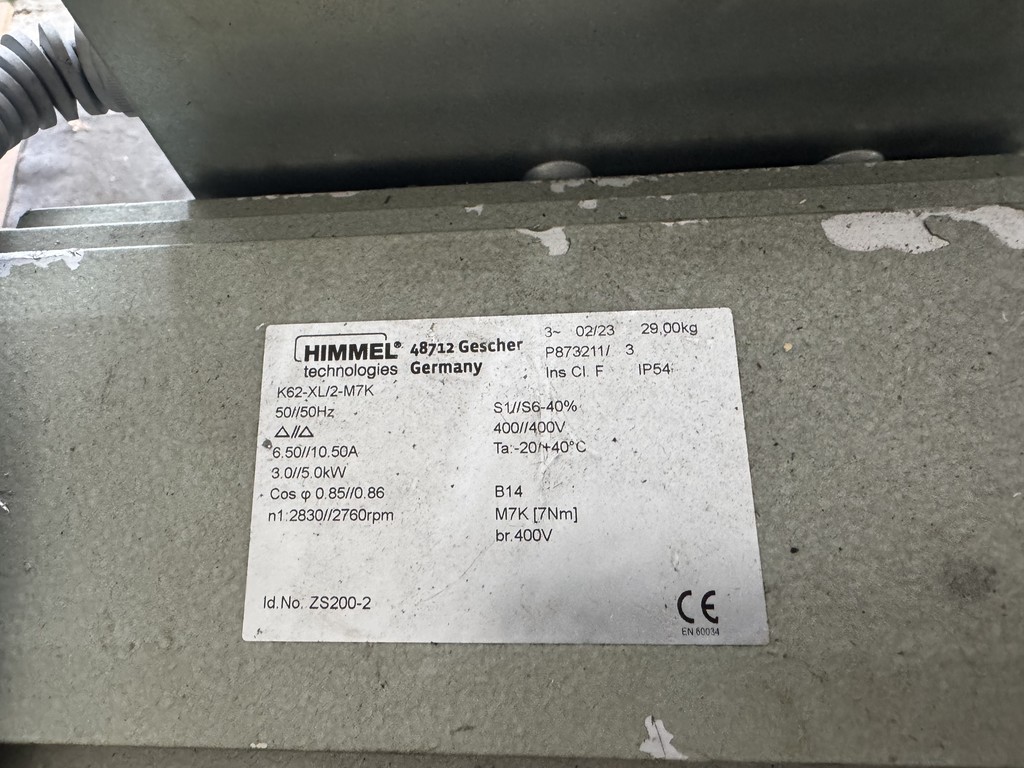 HIMMEL® 48712 Gescher
technologies Germany
3~ 02/23 29,00kg
P873211/ 3
Ins Cl. F IP54
K62-XL/2-M7K
50//50Hz S1//S6-40%
△//△ 400//400V
6.50//10.50A Ta:-20/+40°C
3.0//5.0kW
Cos φ 0.85//0.86 B14
n1:2830//2760rpm M7K [7Nm]
br.400V
Id.No. ZS200-2
CE
EN 60034